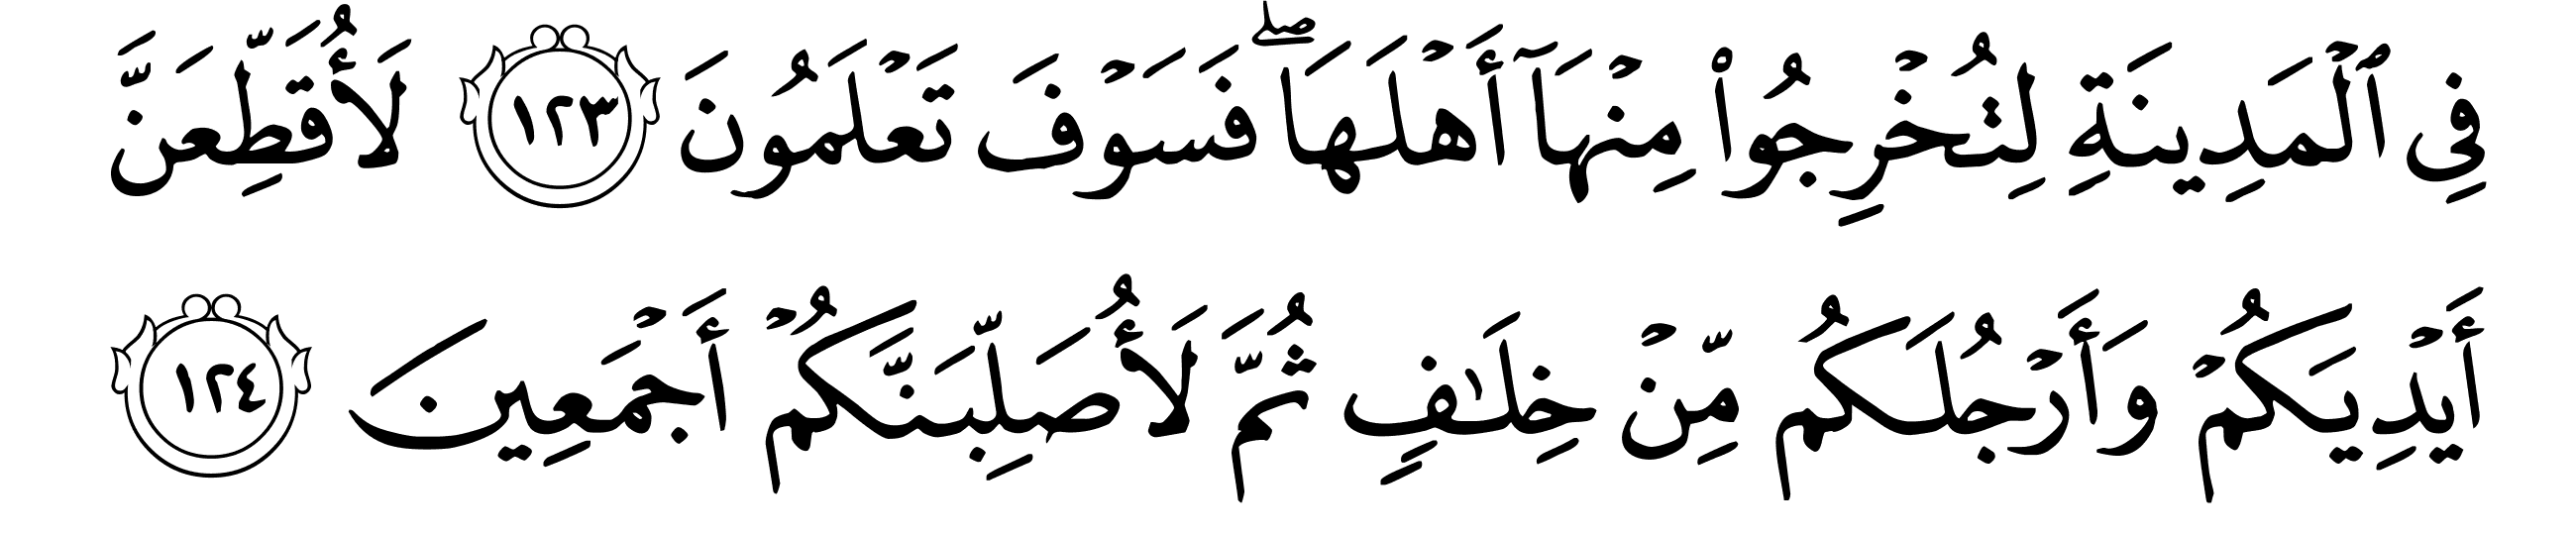 فِي ٱلْمَدِينَةِ لِتُخْرِجُوا۟ مِنْهَآ أَهْلَهَا ۖ فَسَوْفَ تَعْلَمُونَ ١٢٣ لَأُقَطِّعَنَّ
أَيْدِيَكُمْ وَأَرْجُلَكُم مِّنْ خِلَـٰفٍ ثُمَّ لَأُصَلِّبَنَّكُمْ أَجْمَعِينَ ١٢٤